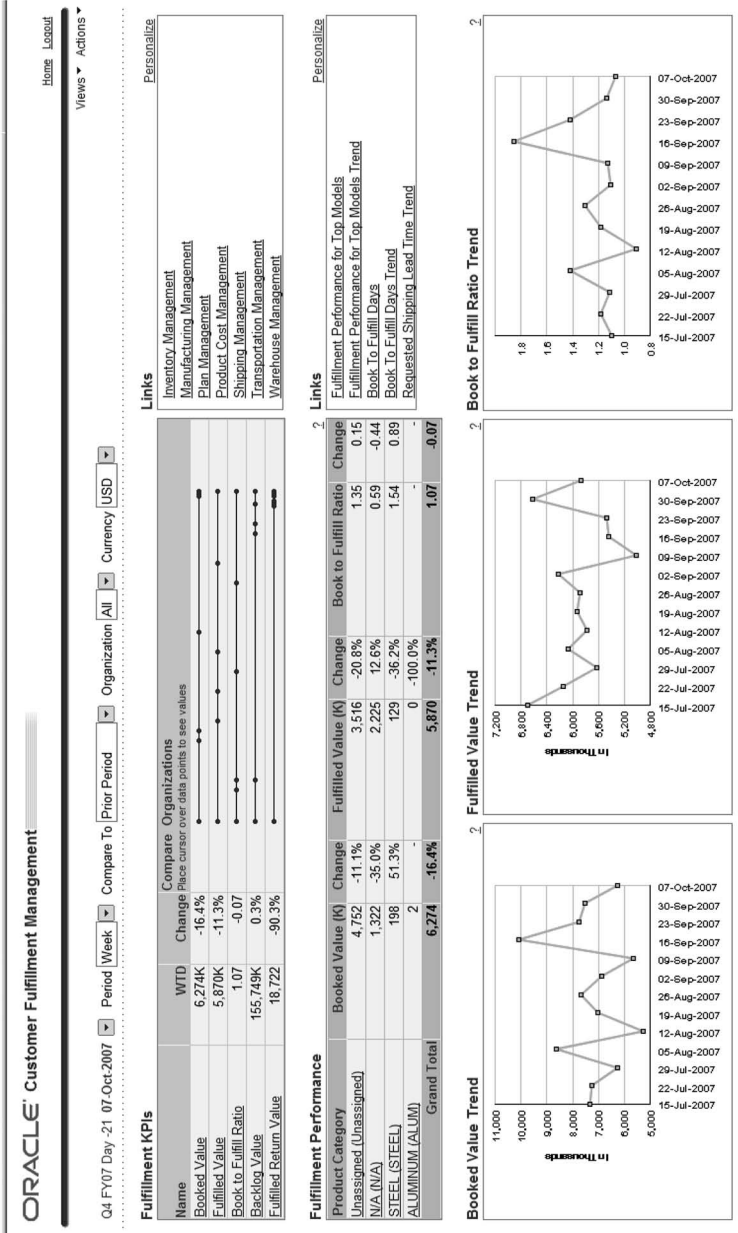 ORACLE' Customer Fulfillment Management
Home Logout
Q4 FY07 Day -21 07-Oct-2007 Period Week Compare To Prior Period Organization All Currency USD
Views Actions
Fulfillment KPIs
Name WTD Change Compare Organizations
Place cursor over data points to see values
Booked Value 6,274K -16.4%
Fulfilled Value 5,870K -11.3%
Book to Fulfill Ratio 1.07 -0.07
Backlog Value 155,749K 0.3%
Fulfilled Return Value 18,722 -90.3%
Links
Personalize
Inventory Management
Manufacturing Management
Plan Management
Product Cost Management
Shipping Management
Transportation Management
Warehouse Management
Fulfillment Performance
?
Product Category Booked Value (K) Change Fulfilled Value (K) Change Book to Fulfill Ratio Change
Unassigned (Unassigned) 4,752 -11.1% 3,516 -20.8% 1.35 0.15
N/A (N/A) 1,322 -35.0% 2,225 12.6% 0.59 -0.44
STEEL (STEEL) 198 51.3% 129 -36.2% 1.54 0.89
ALUMINUM (ALUM) 2 - 0 -100.0% - -
Grand Total 6,274 -16.4% 5,870 -11.3% 1.07 -0.07
Links
Personalize
Fulfillment Performance for Top Models
Fulfillment Performance for Top Models Trend
Book To Fulfill Days
Book To Fulfill Days Trend
Requested Shipping Lead Time Trend
Booked Value Trend
?
11,000
10,000
9,000
8,000
7,000
6,000
5,000
In Thousands
15-Jul-2007
22-Jul-2007
29-Jul-2007
05-Aug-2007
12-Aug-2007
19-Aug-2007
26-Aug-2007
02-Sep-2007
09-Sep-2007
16-Sep-2007
23-Sep-2007
30-Sep-2007
07-Oct-2007
Fulfilled Value Trend
?
7,200
6,800
6,400
6,000
5,600
5,200
4,800
In Thousands
15-Jul-2007
22-Jul-2007
29-Jul-2007
05-Aug-2007
12-Aug-2007
19-Aug-2007
26-Aug-2007
02-Sep-2007
09-Sep-2007
16-Sep-2007
23-Sep-2007
30-Sep-2007
07-Oct-2007
Book to Fulfill Ratio Trend
?
1.8
1.6
1.4
1.2
1.0
0.8
15-Jul-2007
22-Jul-2007
29-Jul-2007
05-Aug-2007
12-Aug-2007
19-Aug-2007
26-Aug-2007
02-Sep-2007
09-Sep-2007
16-Sep-2007
23-Sep-2007
30-Sep-2007
07-Oct-2007